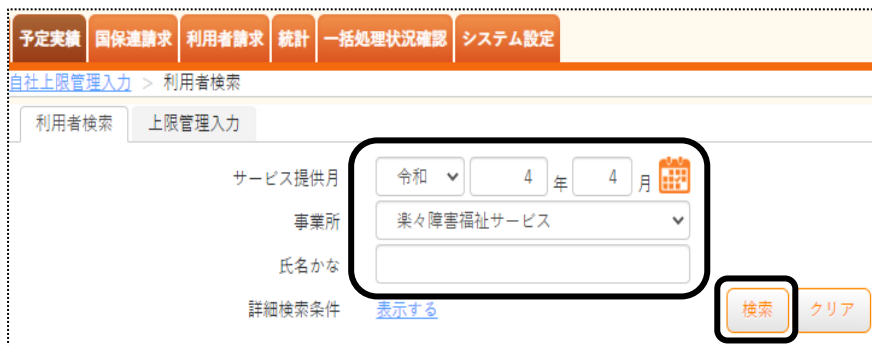 予定実績 国保連請求 利用者請求 統計 一括処理状況確認 システム設定
自社上限管理入力 > 利用者検索
利用者検索 上限管理入力
サービス提供月 令和 4 年 4 月
事業所 楽々障害福祉サービス
氏名かな
詳細検索条件 表示する 検索 クリア